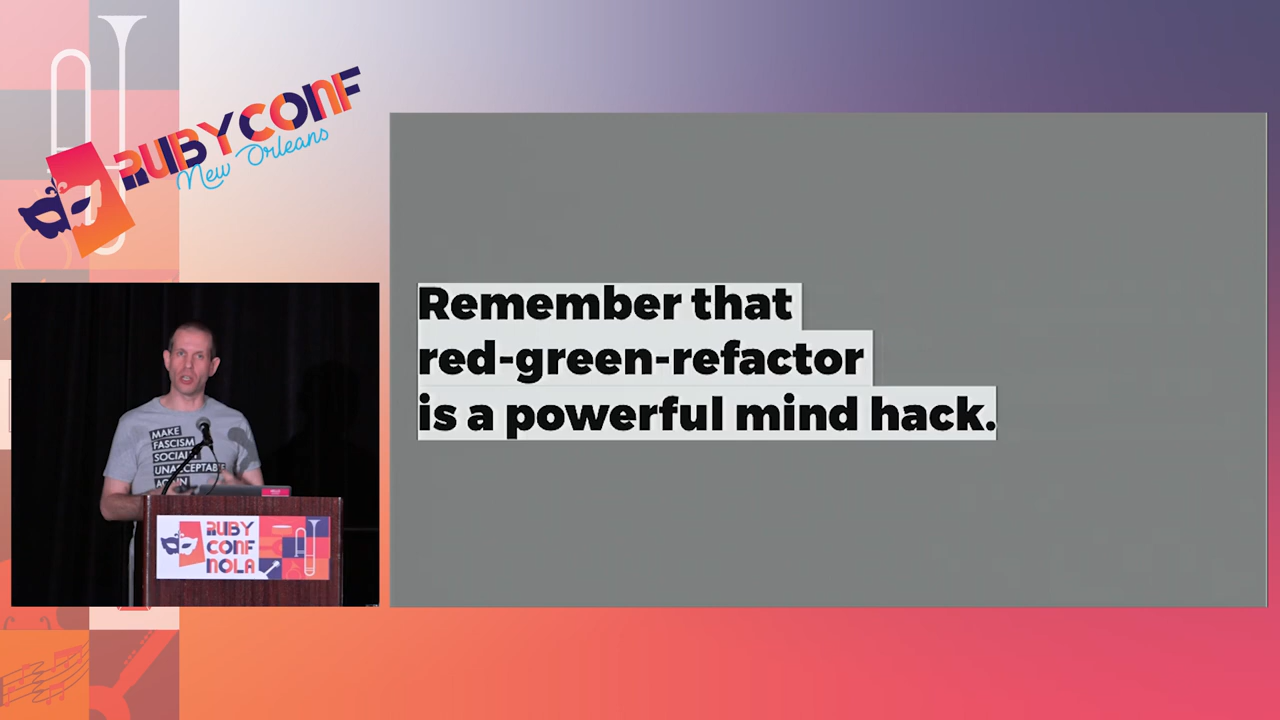 RUBYCONF
New Orleans
Remember that
red-green-refactor
is a powerful mind hack.
MAKE
FASCISM
SOCIALLY
UNACCEPTABLE
AGAIN
RUBY
CONF
NOLA